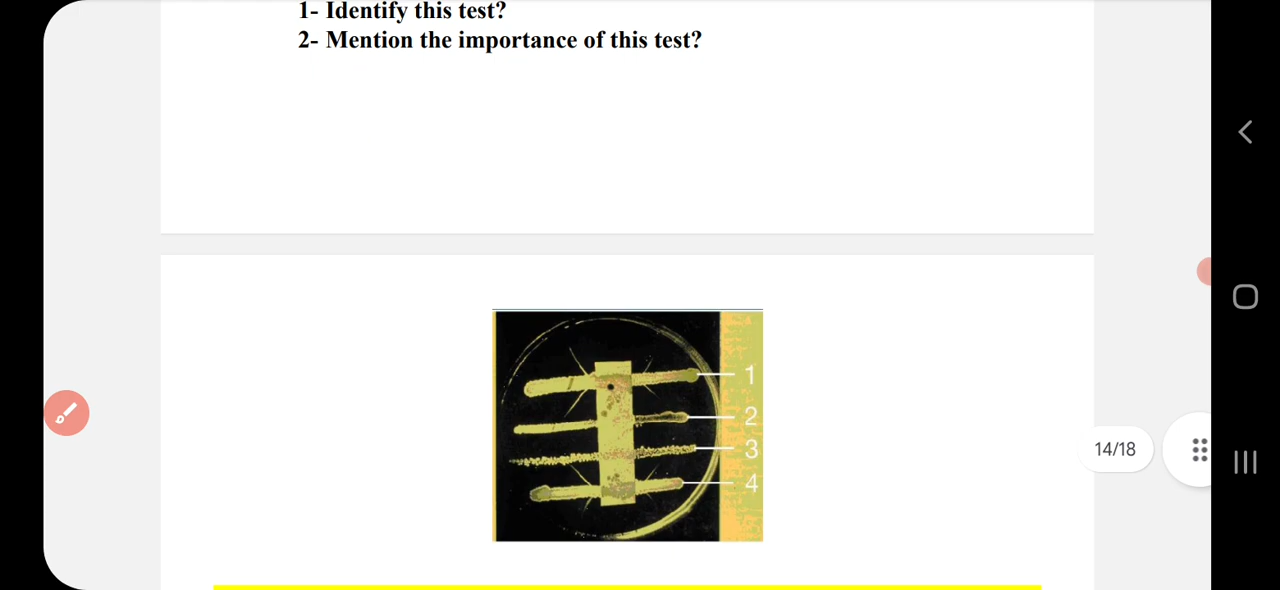 1- Identify this test?
2- Mention the importance of this test?
1
2
3
4
14/18